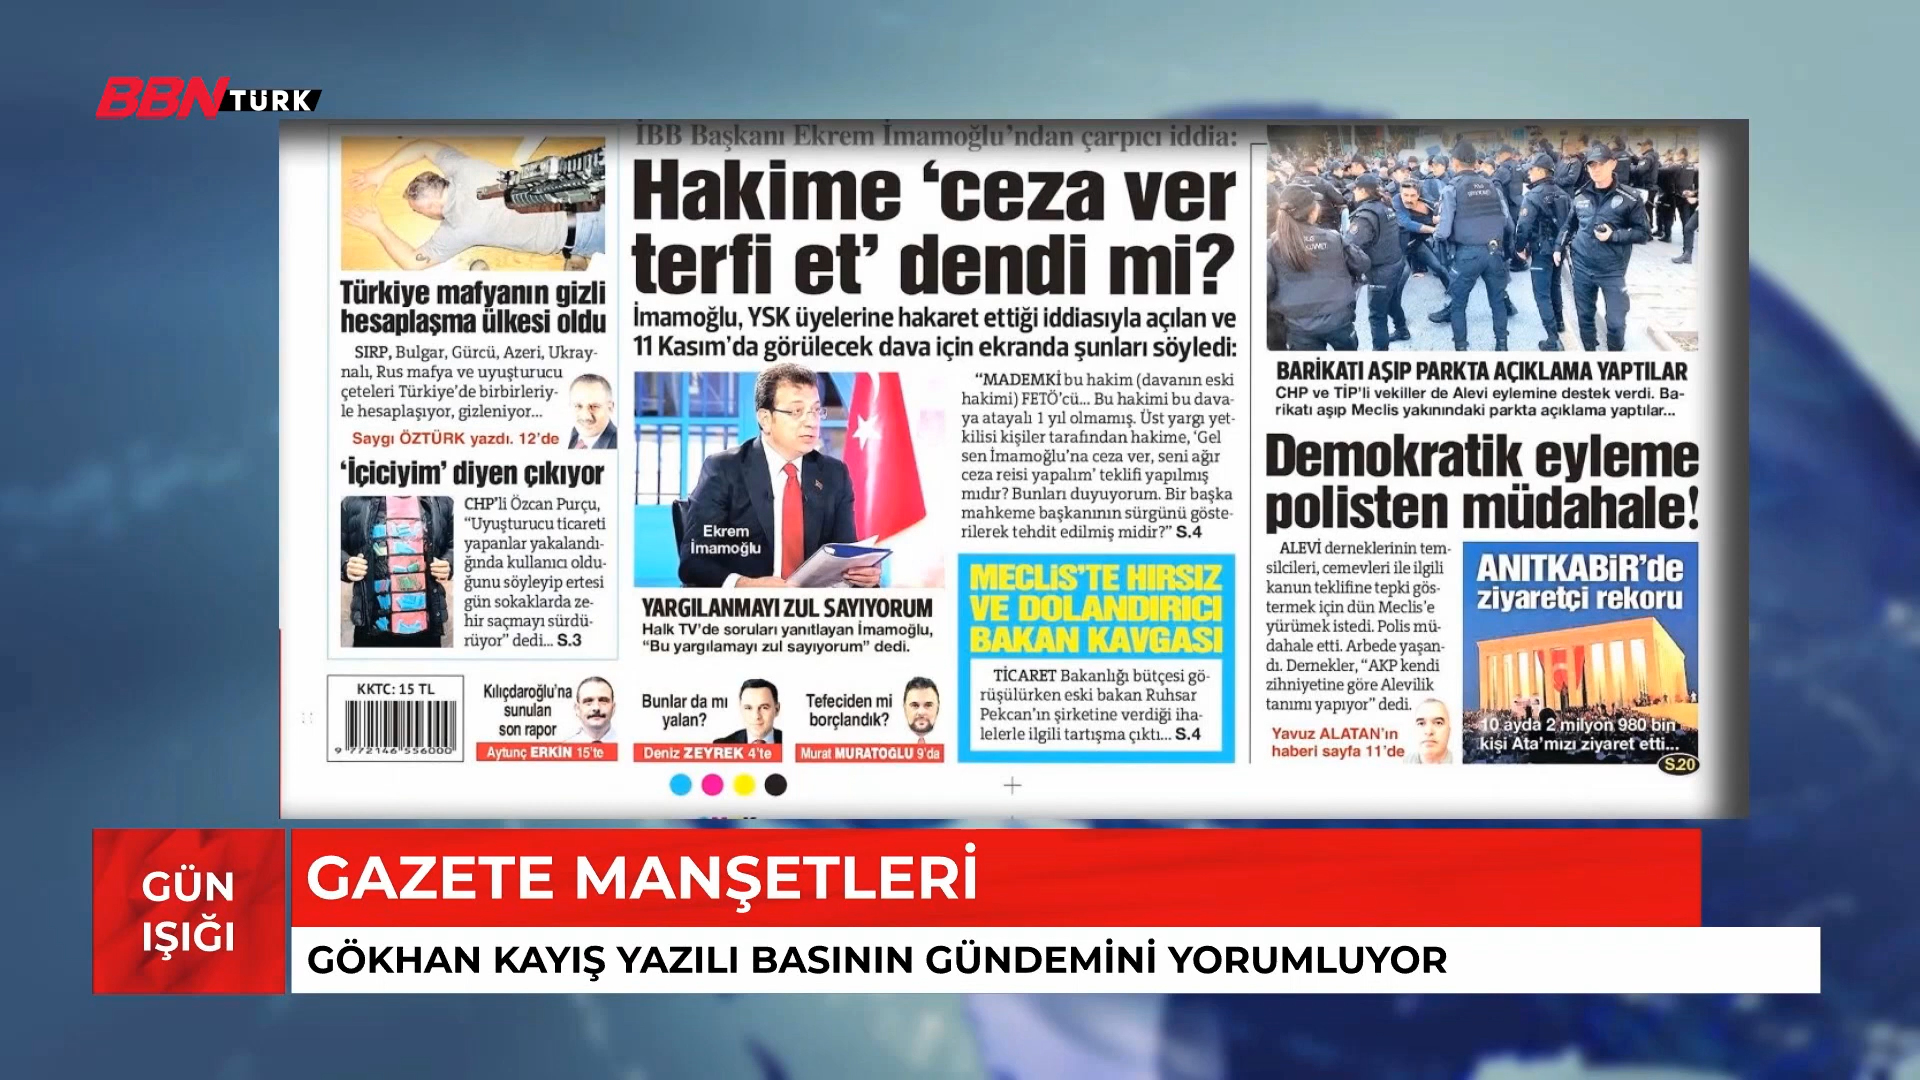 BBN TÜRK
İBB Başkanı Ekrem İmamoğlu'ndan çarpıcı iddia:
Hakime 'ceza ver
terfi et' dendi mi?
İmamoğlu, YSK üyelerine hakaret ettiği iddiasıyla açılan ve
11 Kasım'da görülecek dava için ekranda şunları söyledi:
Türkiye mafyanın gizli
hesaplaşma ülkesi oldu
SIRP, Bulgar, Gürcü, Azeri, Ukray-
nalı, Rus mafya ve uyuşturucu
çeteleri Türkiye'de birbirleriy-
le hesaplaşıyor, gizleniyor...
Saygı ÖZTÜRK yazdı. 12'de
'İçiciyim' diyen çıkıyor
CHP'li Özcan Purçu,
"Uyuşturucu ticareti
yapanlar yakalandı-
ğında kullanıcı oldu-
ğunu söyleyip ertesi
gün sokaklarda ze-
hir saçmayı sürdü-
rüyor" dedi... S.3
Ekrem
İmamoğlu
YARGILANMAYI ZUL SAYIYORUM
Halk TV'de soruları yanıtlayan İmamoğlu,
"Bu yargılamayı zul sayıyorum" dedi.
"MADEMKİ bu hakim (davanın eski
hakimi) FETÖ'cü... Bu hakimi bu dava-
ya atayalı 1 yıl olmamış. Üst yargı yet-
kilisi kişiler tarafından hakime, 'Gel
sen İmamoğlu'na ceza ver, seni ağır
ceza reisi yapalım' teklifi yapılmış
mıdır? Bunları duyuyorum. Bir başka
mahkeme başkanının sürgünü göste-
rilerek tehdit edilmiş midir?" S.4
MECLİS'TE HIRSIZ
VE DOLANDIRICI
BAKAN KAVGASI
TİCARET Bakanlığı bütçesi gö-
rüşülürken eski bakan Ruhsar
Pekcan'ın şirketine verdiği iha-
lelerle ilgili tartışma çıktı... S.4
BARİKATI AŞIP PARKTA AÇIKLAMA YAPTILAR
CHP ve TİP'li vekiller de Alevi eylemine destek verdi. Ba-
rikatı aşıp Meclis yakınındaki parkta açıklama yaptılar...
Demokratik eyleme
polisten müdahale!
ALEVİ derneklerinin tem-
silcileri, cemevleri ile ilgili
kanun teklifine tepki gös-
termek için dün Meclis'e
yürümek istedi. Polis mü-
dahale etti. Arbede yaşan-
dı. Dernekler, "AKP kendi
zihniyetine göre Alevilik
tanımı yapıyor" dedi.
Yavuz ALATAN'ın
haberi sayfa 11'de
ANITKABİR'de
ziyaretçi rekoru
10 ayda 2 milyon 980 bin
kişi Ata'mızı ziyaret etti...
S.20
KKTC: 15 TL
9 772146 556000
Kılıçdaroğlu'na
sunulan
son rapor
Aytunç ERKİN 15'te
Bunlar da mı
yalan?
Deniz ZEYREK 4'te
Tefeciden mi
borçlandık?
Murat MURATOĞLU 9'da
GÜN
IŞIĞI
GAZETE MANŞETLERİ
GÖKHAN KAYIŞ YAZILI BASININ GÜNDEMİNİ YORUMLUYOR